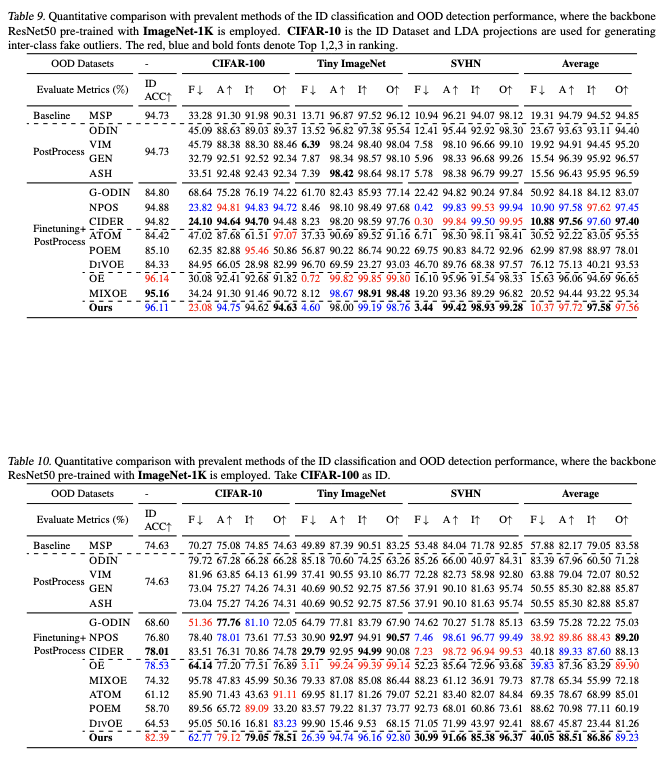 Table 9. Quantitative comparison with prevalent methods of the ID classification and OOD detection performance, where the backbone
ResNet50 pre-trained with ImageNet-1K is employed. CIFAR-10 is the ID Dataset and LDA projections are used for generating
inter-class fake outliers. The red, blue and bold fonts denote Top 1,2,3 in ranking.
OOD Datasets - CIFAR-100 Tiny ImageNet SVHN Average
Evaluate Metrics (%) ID ACC↑ F↓ A↑ I↑ O↑ F↓ A↑ I↑ O↑ F↓ A↑ I↑ O↑ F↓ A↑ I↑ O↑
Baseline MSP 94.73 33.28 91.30 91.98 90.31 13.71 96.87 97.52 96.12 10.94 96.21 94.07 98.12 19.31 94.79 94.52 94.85
ODIN 45.09 88.63 89.03 89.37 13.52 96.82 97.38 95.54 12.41 95.44 92.92 98.30 23.67 93.63 93.11 94.40
PostProcess VIM 94.73 45.79 88.38 88.30 88.46 6.39 98.24 98.40 98.04 7.58 98.10 96.66 99.10 19.92 94.91 94.45 95.20
GEN 32.79 92.51 92.52 92.34 7.87 98.34 98.57 98.10 5.96 98.33 96.68 99.26 15.54 96.39 95.92 96.57
ASH 33.51 92.48 92.43 92.34 7.39 98.42 98.64 98.17 5.78 98.38 96.79 99.27 15.56 96.43 95.95 96.59
G-ODIN 84.80 68.64 75.28 76.19 74.22 61.70 82.43 85.93 77.14 22.42 94.82 90.24 97.84 50.92 84.18 84.12 83.07
NPOS 94.88 23.82 94.81 94.83 94.72 8.46 98.10 98.49 97.68 0.42 99.83 99.53 99.94 10.90 97.58 97.62 97.45
Finetuning+ CIDER 94.82 24.10 94.64 94.70 94.48 8.23 98.20 98.59 97.76 0.30 99.84 99.50 99.95 10.88 97.56 97.60 97.40
PostProcess ATOM 84.42 47.02 87.68 61.51 97.07 37.33 90.69 89.52 91.16 6.71 98.30 98.11 98.41 30.52 92.22 83.05 95.55
POEM 85.10 62.35 82.88 95.46 50.86 56.87 90.22 86.74 90.22 69.75 90.83 84.72 92.96 62.99 87.98 88.97 78.01
DIVOE 84.33 84.95 66.05 28.98 82.99 96.70 69.59 23.27 93.03 46.70 89.76 68.38 97.57 76.12 75.13 40.21 93.53
OE 96.14 30.08 92.41 92.68 91.82 0.72 99.82 99.85 99.80 16.10 95.96 91.54 98.33 15.63 96.06 94.69 96.65
MIXOE 95.16 34.24 91.30 91.46 90.72 8.12 98.67 98.91 98.48 19.20 93.36 89.29 96.82 20.52 94.44 93.22 95.34
Ours 96.11 23.08 94.75 94.62 94.63 4.60 98.00 99.19 98.76 3.44 99.42 98.93 99.28 10.37 97.72 97.58 97.56
Table 10. Quantitative comparison with prevalent methods of the ID classification and OOD detection performance, where the backbone
ResNet50 pre-trained with ImageNet-1K is employed. Take CIFAR-100 as ID.
OOD Datasets - CIFAR-10 Tiny ImageNet SVHN Average
Evaluate Metrics (%) ID ACC↑ F↓ A↑ I↑ O↑ F↓ A↑ I↑ O↑ F↓ A↑ I↑ O↑ F↓ A↑ I↑ O↑
Baseline MSP 74.63 70.27 75.08 74.85 74.63 49.89 87.39 90.51 83.25 53.48 84.04 71.78 92.85 57.88 82.17 79.05 83.58
ODIN 79.72 67.28 66.28 66.28 85.18 70.60 74.25 63.26 85.26 66.00 40.97 84.31 83.39 67.96 60.50 71.28
PostProcess VIM 74.63 81.96 63.85 64.13 61.99 37.41 90.55 93.10 86.77 72.28 82.73 58.98 92.80 63.88 79.04 72.07 80.52
GEN 73.04 75.27 74.26 74.31 40.69 90.52 92.75 87.56 37.91 90.10 81.63 95.74 50.55 85.30 82.88 85.87
ASH 73.04 75.27 74.26 74.31 40.69 90.52 92.75 87.56 37.91 90.10 81.63 95.74 50.55 85.30 82.88 85.87
G-ODIN 68.60 51.36 77.76 81.10 72.05 64.79 77.81 83.79 67.90 74.62 70.27 51.78 85.13 63.59 75.28 72.22 75.03
Finetuning+ NPOS 76.80 78.40 78.01 73.61 77.53 30.90 92.97 94.91 90.57 7.46 98.61 96.77 99.49 38.92 89.86 88.43 89.20
PostProcess CIDER 78.01 83.51 76.31 70.86 74.78 29.79 92.95 94.99 90.08 7.23 98.72 96.94 99.53 40.18 89.33 87.60 88.13
OE 78.53 64.14 77.20 77.51 76.89 3.11 99.24 99.39 99.14 52.23 85.64 72.96 93.68 39.83 87.36 83.29 89.90
MIXOE 74.32 95.78 47.83 45.99 50.36 79.33 87.08 85.08 86.44 88.23 61.12 36.91 79.73 87.78 65.34 55.99 72.18
ATOM 61.12 85.90 71.43 43.63 91.11 69.95 81.17 81.26 79.07 52.21 83.40 82.07 84.84 69.35 78.67 68.99 85.01
POEM 58.70 89.56 65.72 89.09 33.20 83.57 79.22 81.37 77.77 92.73 68.01 60.86 73.61 88.62 70.98 77.11 60.19
DIVOE 64.53 95.05 50.16 16.81 83.23 99.90 15.46 9.53 68.15 71.05 71.99 43.97 92.41 88.67 45.87 23.44 81.26
Ours 82.39 62.77 79.12 79.05 78.51 26.39 94.74 96.16 92.80 30.99 91.66 85.38 96.37 40.05 88.51 86.86 89.23